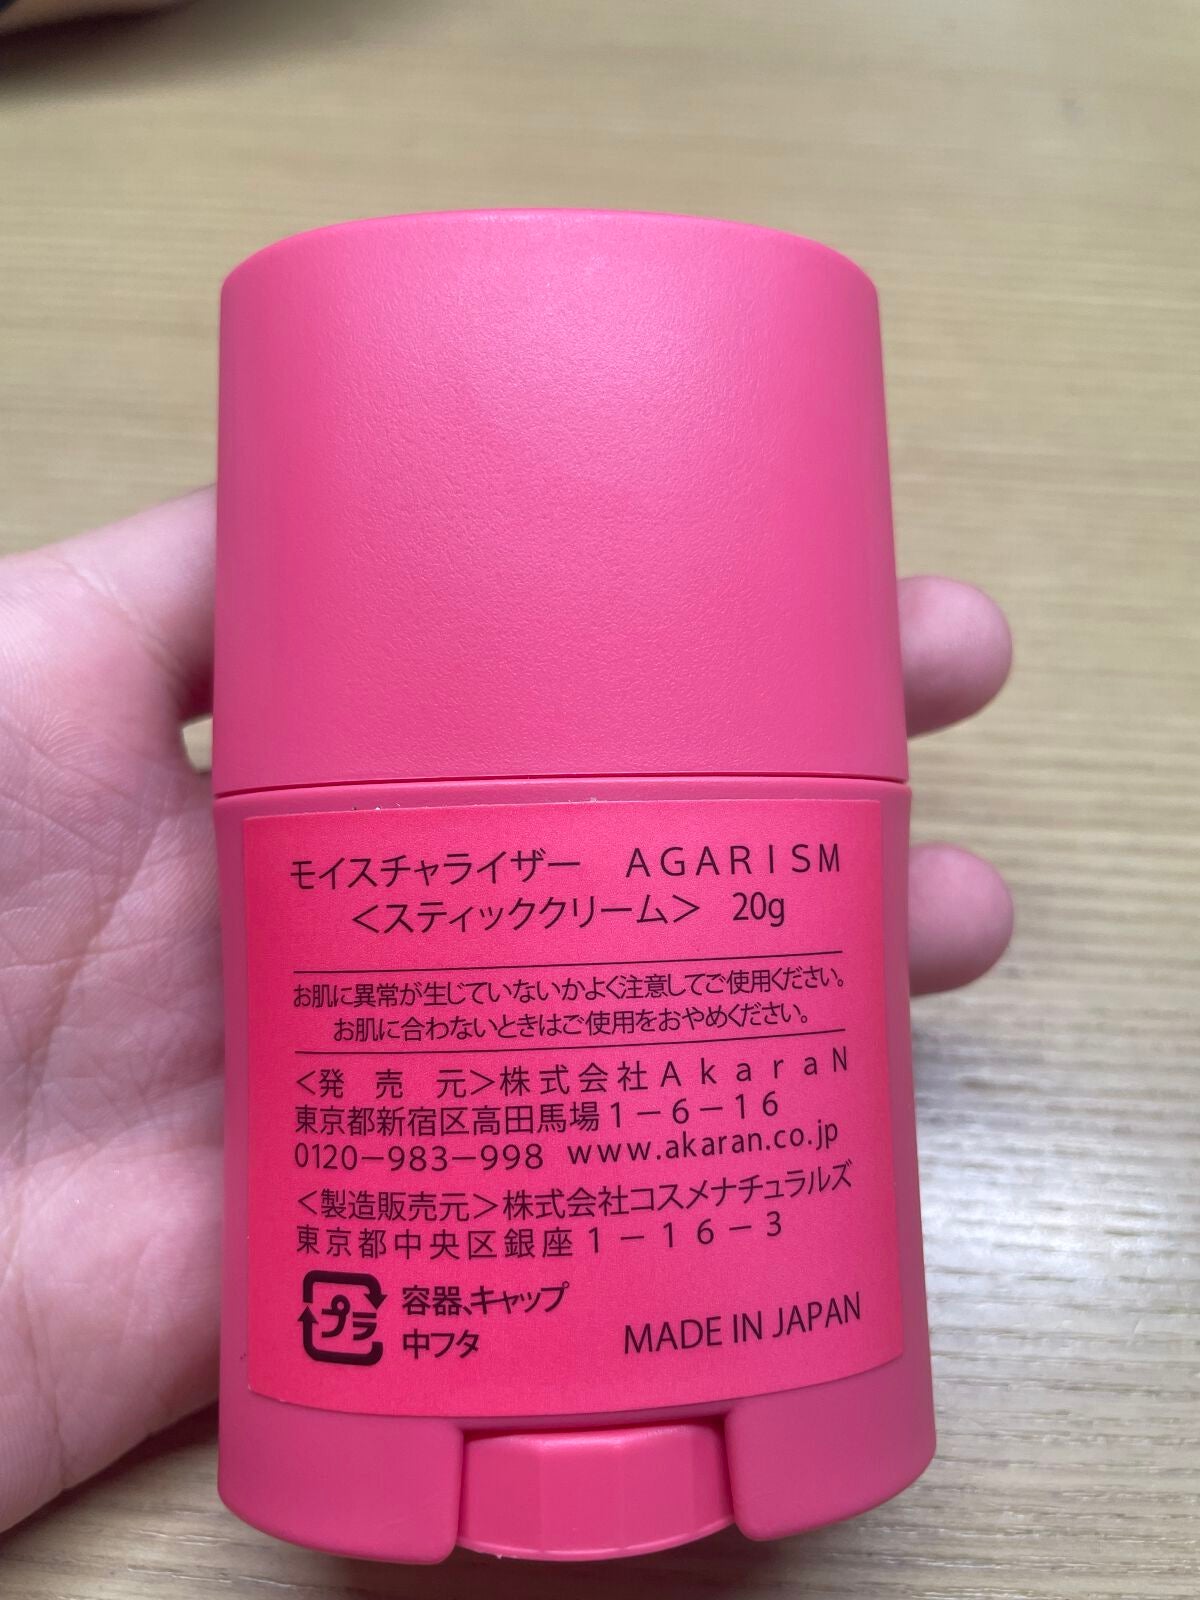 モイスチャライザー　AGARISM
＜スティッククリーム＞　20g
お肌に異常が生じていないかよく注意してご使用ください。
お肌に合わないときはご使用をおやめください。
＜発　売　元＞株式会社AkaraN
東京都新宿区高田馬場1－6－16
0120－983－998　www.akaran.co.jp
＜製造販売元＞株式会社コスメナチュラルズ
東京都中央区銀座1－16－3
プラ　容器、キャップ
中フタ　MADE IN JAPAN